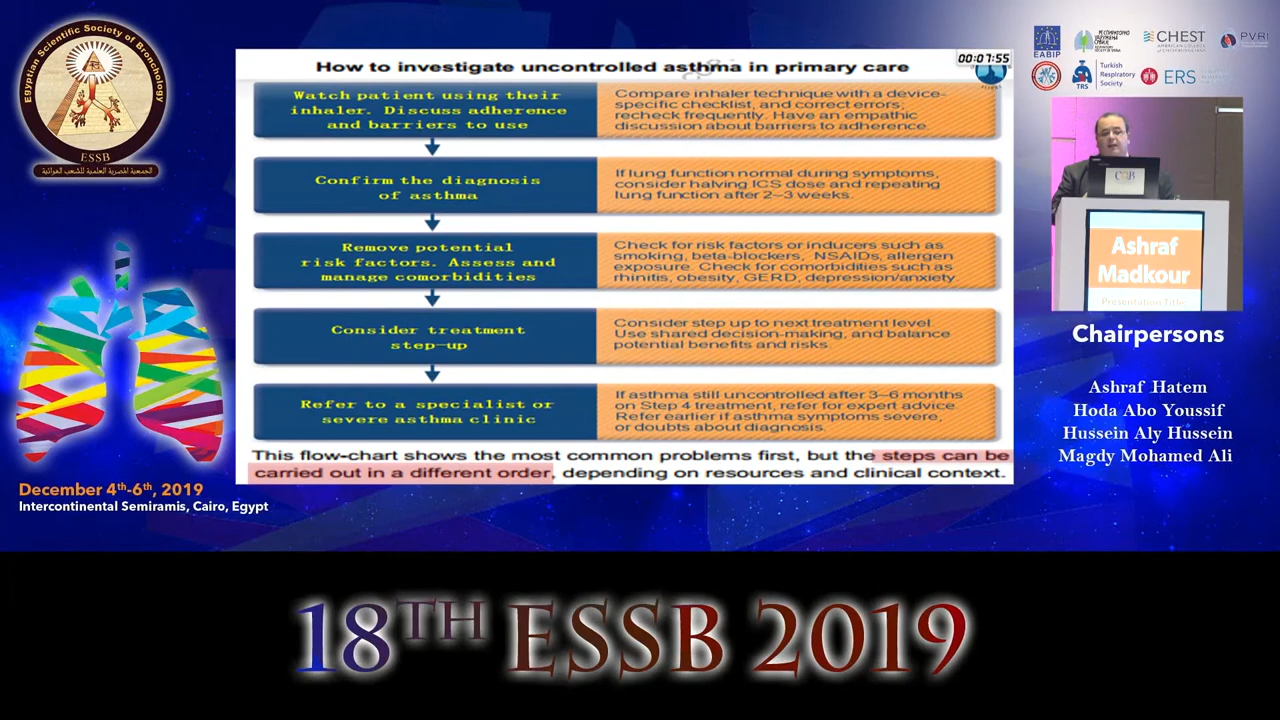 Egyptian Scientific Society of Bronchology
ESSB
الجمعية المصرية العلمية للشعب الهوائية
December 4th-6th, 2019
Intercontinental Semiramis, Cairo, Egypt
How to investigate uncontrolled asthma in primary care
00:07:55
Watch patient using their
inhaler. Discuss adherence
and barriers to use
Compare inhaler technique with a device-
specific checklist, and correct errors;
recheck frequently. Have an empathic
discussion about barriers to adherence.
Confirm the diagnosis
of asthma
If lung function normal during symptoms,
consider halving ICS dose and repeating
lung function after 2–3 weeks.
Remove potential
risk factors. Assess and
manage comorbidities
Check for risk factors or inducers such as
smoking, beta-blockers, NSAIDs, allergen
exposure. Check for comorbidities such as
rhinitis, obesity, GERD, depression/anxiety.
Consider treatment
step-up
Consider step up to next treatment level.
Use shared decision-making, and balance
potential benefits and risks.
Refer to a specialist or
severe asthma clinic
If asthma still uncontrolled after 3–6 months
on Step 4 treatment, refer for expert advice.
Refer earlier if asthma symptoms severe,
or doubts about diagnosis.
This flow-chart shows the most common problems first, but the steps can be
carried out in a different order, depending on resources and clinical context.
EABIP
CHEST
PVRI
TRS
Turkish
Respiratory
Society
ERS
Ashraf
Madkour
Presentation Title
Chairpersons
Ashraf Hatem
Hoda Abo Youssif
Hussein Aly Hussein
Magdy Mohamed Ali
18TH ESSB 2019